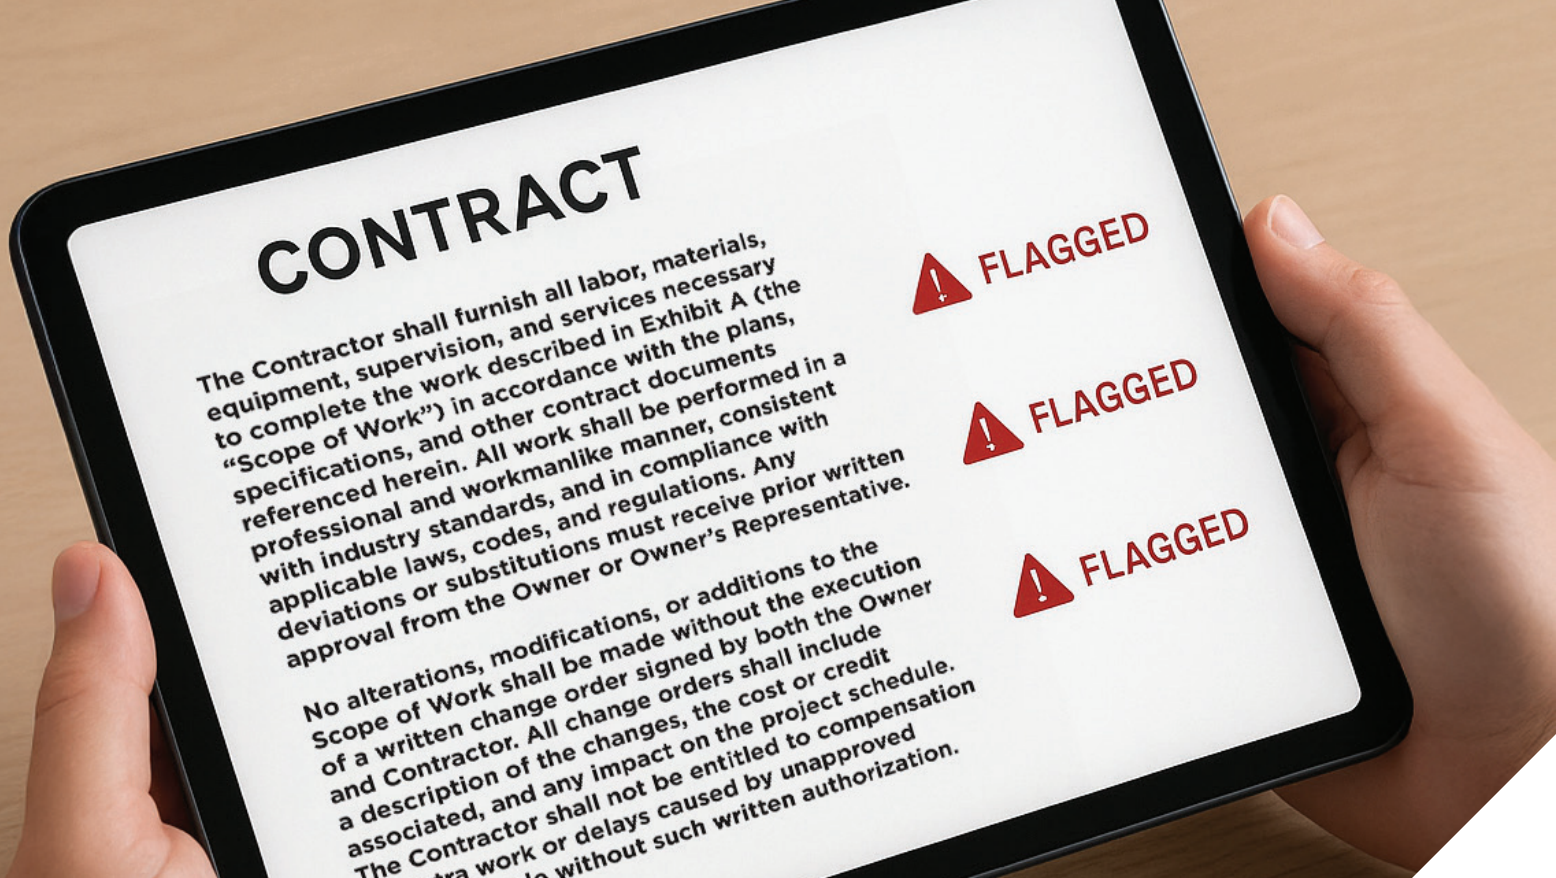 CONTRACT
The Contractor shall furnish all labor, materials,
equipment, supervision, and services necessary
to complete the work described in Exhibit A (the
“Scope of Work”) in accordance with the plans,
specifications, and other contract documents
referenced herein. All work shall be performed in a
professional and workmanlike manner, consistent
with industry standards, and in compliance with
applicable laws, codes, and regulations. Any
deviations or substitutions must receive prior written
approval from the Owner or Owner’s Representative.
No alterations, modifications, or additions to the
Scope of Work shall be made without the execution
of a written change order signed by both the Owner
and Contractor. All change orders shall include
a description of the changes, the cost or credit
associated, and any impact on the project schedule.
The Contractor shall not be entitled to compensation
work or delays caused by unapproved
without such written authorization.
FLAGGED
FLAGGED
FLAGGED